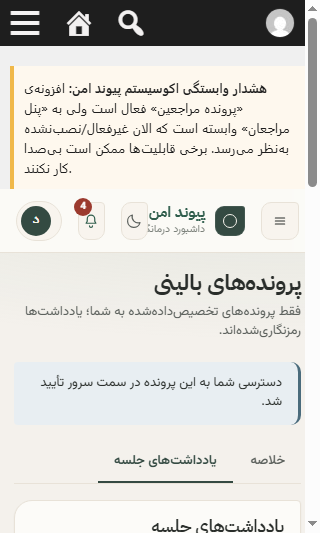 هشدار وابستگی اکوسیستم پیوند امن: افزونه‌ی
«پرونده مراجعین» فعال است ولی به «پنل
مراجعان» وابسته است که الان غیرفعال/نصب‌نشده
به‌نظر می‌رسد. برخی قابلیت‌ها ممکن است بی‌صدا
کار نکنند.
پیوند امن
داشبورد درمانگ
4
د
پرونده‌های بالینی
فقط پرونده‌های تخصیص‌داده‌شده به شما؛ یادداشت‌ها
رمزنگاری‌شده‌اند.
دسترسی شما به این پرونده در سمت سرور تأیید
شد.
خلاصه
یادداشت‌های جلسه
یادداشت‌های جلسه